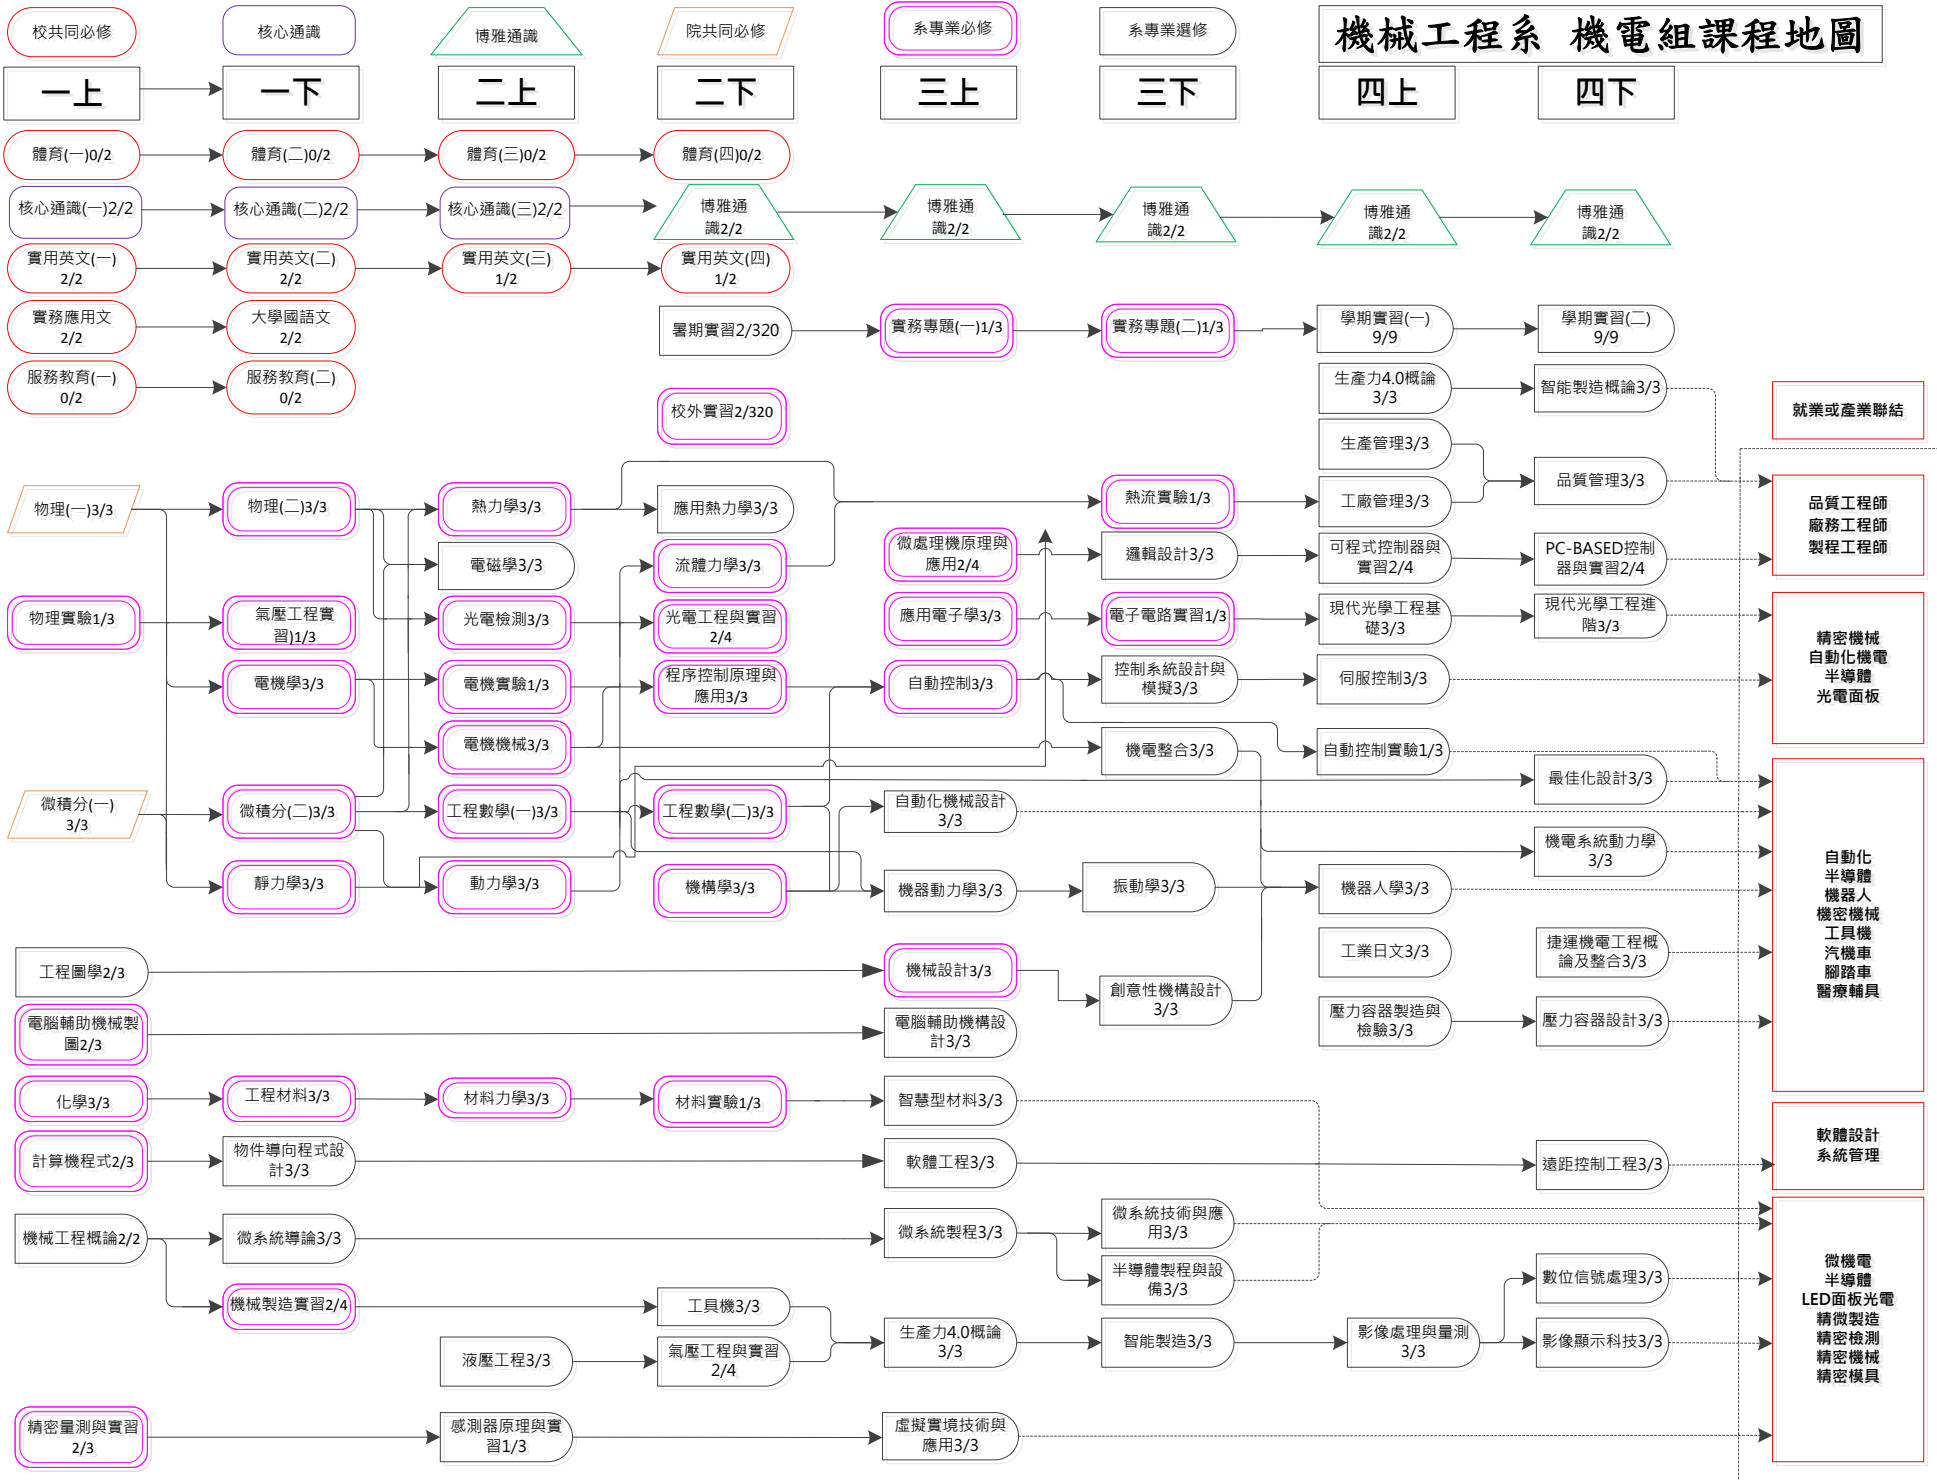 校共同必修
核心通識
博雅通識
院共同必修
系專業必修
系專業選修
機械工程系 機電組課程地圖
一上
一下
二上
二下
三上
三下
四上
四下
體育(一)0/2
體育(二)0/2
體育(三)0/2
體育(四)0/2
核心通識(一)2/2
核心通識(二)2/2
核心通識(三)2/2
博雅通
識2/2
博雅通
識2/2
博雅通
識2/2
博雅通
識2/2
博雅通
識2/2
實用英文(一)
2/2
實用英文(二)
2/2
實用英文(三)
1/2
實用英文(四)
1/2
實務應用文
2/2
大學國語文
2/2
暑期實習2/320
實務專題(一)1/3
實務專題(二)1/3
學期實習(一)
9/9
學期實習(二)
9/9
服務教育(一)
0/2
服務教育(二)
0/2
校外實習2/320
生產力4.0概論
3/3
智能製造概論3/3
就業或產業聯結
生產管理3/3
品質管理3/3
物理(一)3/3
物理(二)3/3
熱力學3/3
應用熱力學3/3
熱流實驗1/3
工廠管理3/3
品質工程師
廠務工程師
製程工程師
電磁學3/3
流體力學3/3
微處理機原理與
應用2/4
邏輯設計3/3
可程式控制器與
實習2/4
PC-BASED控制
器與實習2/4
物理實驗1/3
氣壓工程實
習)1/3
光電檢測3/3
光電工程與實習
2/4
應用電子學3/3
電子電路實習1/3
現代光學工程基
礎3/3
現代光學工程進
階3/3
精密機械
自動化機電
半導體
光電面板
電機學3/3
電機實驗1/3
程序控制原理與
應用3/3
自動控制3/3
控制系統設計與
模擬3/3
伺服控制3/3
電機機械3/3
機電整合3/3
自動控制實驗1/3
最佳化設計3/3
微積分(一)
3/3
微積分(二)3/3
工程數學(一)3/3
工程數學(二)3/3
自動化機械設計
3/3
機電系統動力學
3/3
靜力學3/3
動力學3/3
機構學3/3
機器動力學3/3
振動學3/3
機器人學3/3
自動化
半導體
機器人
機密機械
工具機
汽機車
腳踏車
醫療輔具
工程圖學2/3
機械設計3/3
創意性機構設計
3/3
工業日文3/3
捷運機電工程概
論及整合3/3
電腦輔助機械製
圖2/3
電腦輔助機構設
計3/3
壓力容器製造與
檢驗3/3
壓力容器設計3/3
化學3/3
工程材料3/3
材料力學3/3
材料實驗1/3
智慧型材料3/3
計算機程式2/3
物件導向程式設
計3/3
軟體工程3/3
遠距控制工程3/3
軟體設計
系統管理
機械工程概論2/2
微系統導論3/3
微系統製程3/3
微系統技術與應
用3/3
半導體製程與設
備3/3
數位信號處理3/3
機械製造實習2/4
工具機3/3
生產力4.0概論
3/3
智能製造3/3
影像處理與量測
3/3
影像顯示科技3/3
液壓工程3/3
氣壓工程與實習
2/4
微機電
半導體
LED面板光電
精微製造
精密檢測
精密機械
精密模具
精密量測與實習
2/3
感測器原理與實
習1/3
虛擬實境技術與
應用3/3